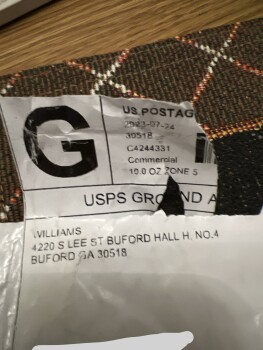 G
US POSTAG
2023-07-24
30518
C4244331
Commercial
10.0 OZ ZONE 5
USPS GROUND A
WILLIAMS
4220 S LEE ST BUFORD HALL H. NO.4
BUFORD GA 30518